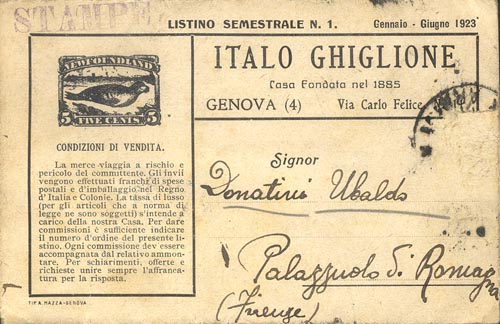 STAMPE
LISTINO SEMESTRALE N. 1. Gennaio - Giugno 1923
NEWFOUNDLAND
5 FIVE CENTS 5
ITALO GHIGLIONE
Casa Fondata nel 1885
GENOVA (4) Via Carlo Felice
CONDIZIONI DI VENDITA.
La merce viaggia a rischio e
pericolo del committente. Gli invii
vengono effettuati franchi di spese
postali e d'imballaggio nel Regno
d'Italia e Colonie. La tassa di lusso
(per gli articoli che a norma di
legge ne sono soggetti) s'intende a
carico della nostra Casa. Per dare
commissioni è sufficiente indicare
il numero d'ordine del presente li-
stino. Ogni commissione dev essere
accompagnata dal relativo ammon-
tare. Per schiarimenti, offerte e
richieste unire sempre l'affranca-
tura per la risposta.
TIP. A. MAZZA-GENOVA
Signor
Donatini Ubaldo
Palazzuolo di Romagna
(Firenze)